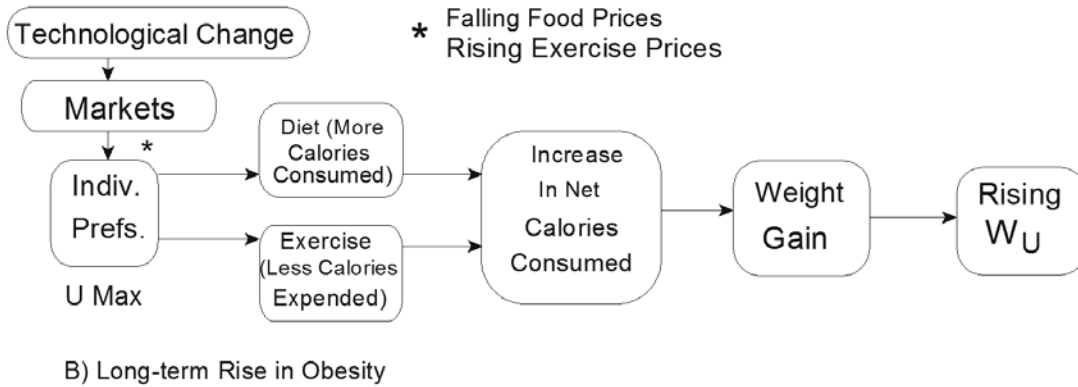 Technological Change
* Falling Food Prices
Rising Exercise Prices
Markets
*
Indiv.
Prefs.
U Max
Diet (More
Calories
Consumed)
Exercise
(Less Calories
Expended)
Increase
In Net
Calories
Consumed
Weight
Gain
Rising
W_U
B) Long-term Rise in Obesity